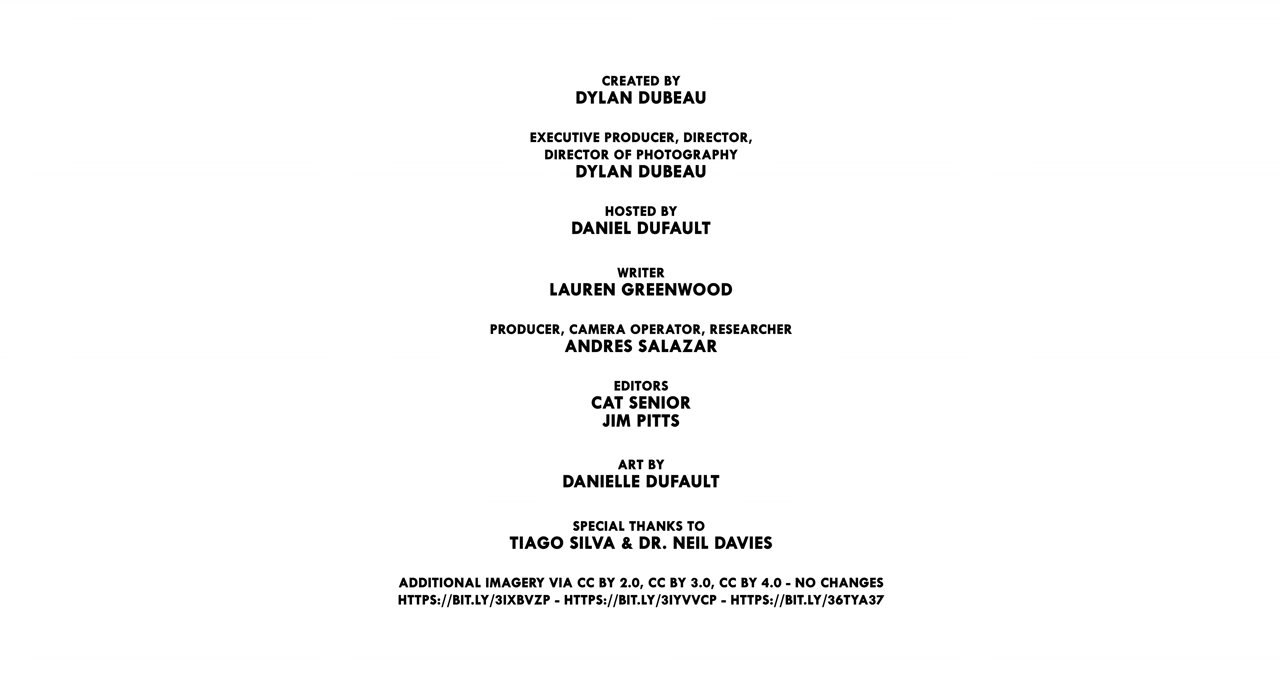 CREATED BY
DYLAN DUBEAU
EXECUTIVE PRODUCER, DIRECTOR,
DIRECTOR OF PHOTOGRAPHY
DYLAN DUBEAU
HOSTED BY
DANIEL DUFAULT
WRITER
LAUREN GREENWOOD
PRODUCER, CAMERA OPERATOR, RESEARCHER
ANDRES SALAZAR
EDITORS
CAT SENIOR
JIM PITTS
ART BY
DANIELLE DUFAULT
SPECIAL THANKS TO
TIAGO SILVA & DR. NEIL DAVIES
ADDITIONAL IMAGERY VIA CC BY 2.0, CC BY 3.0, CC BY 4.0 - NO CHANGES
HTTPS://BIT.LY/3IXBVZP - HTTPS://BIT.LY/3IYVVCP - HTTPS://BIT.LY/36TYA37